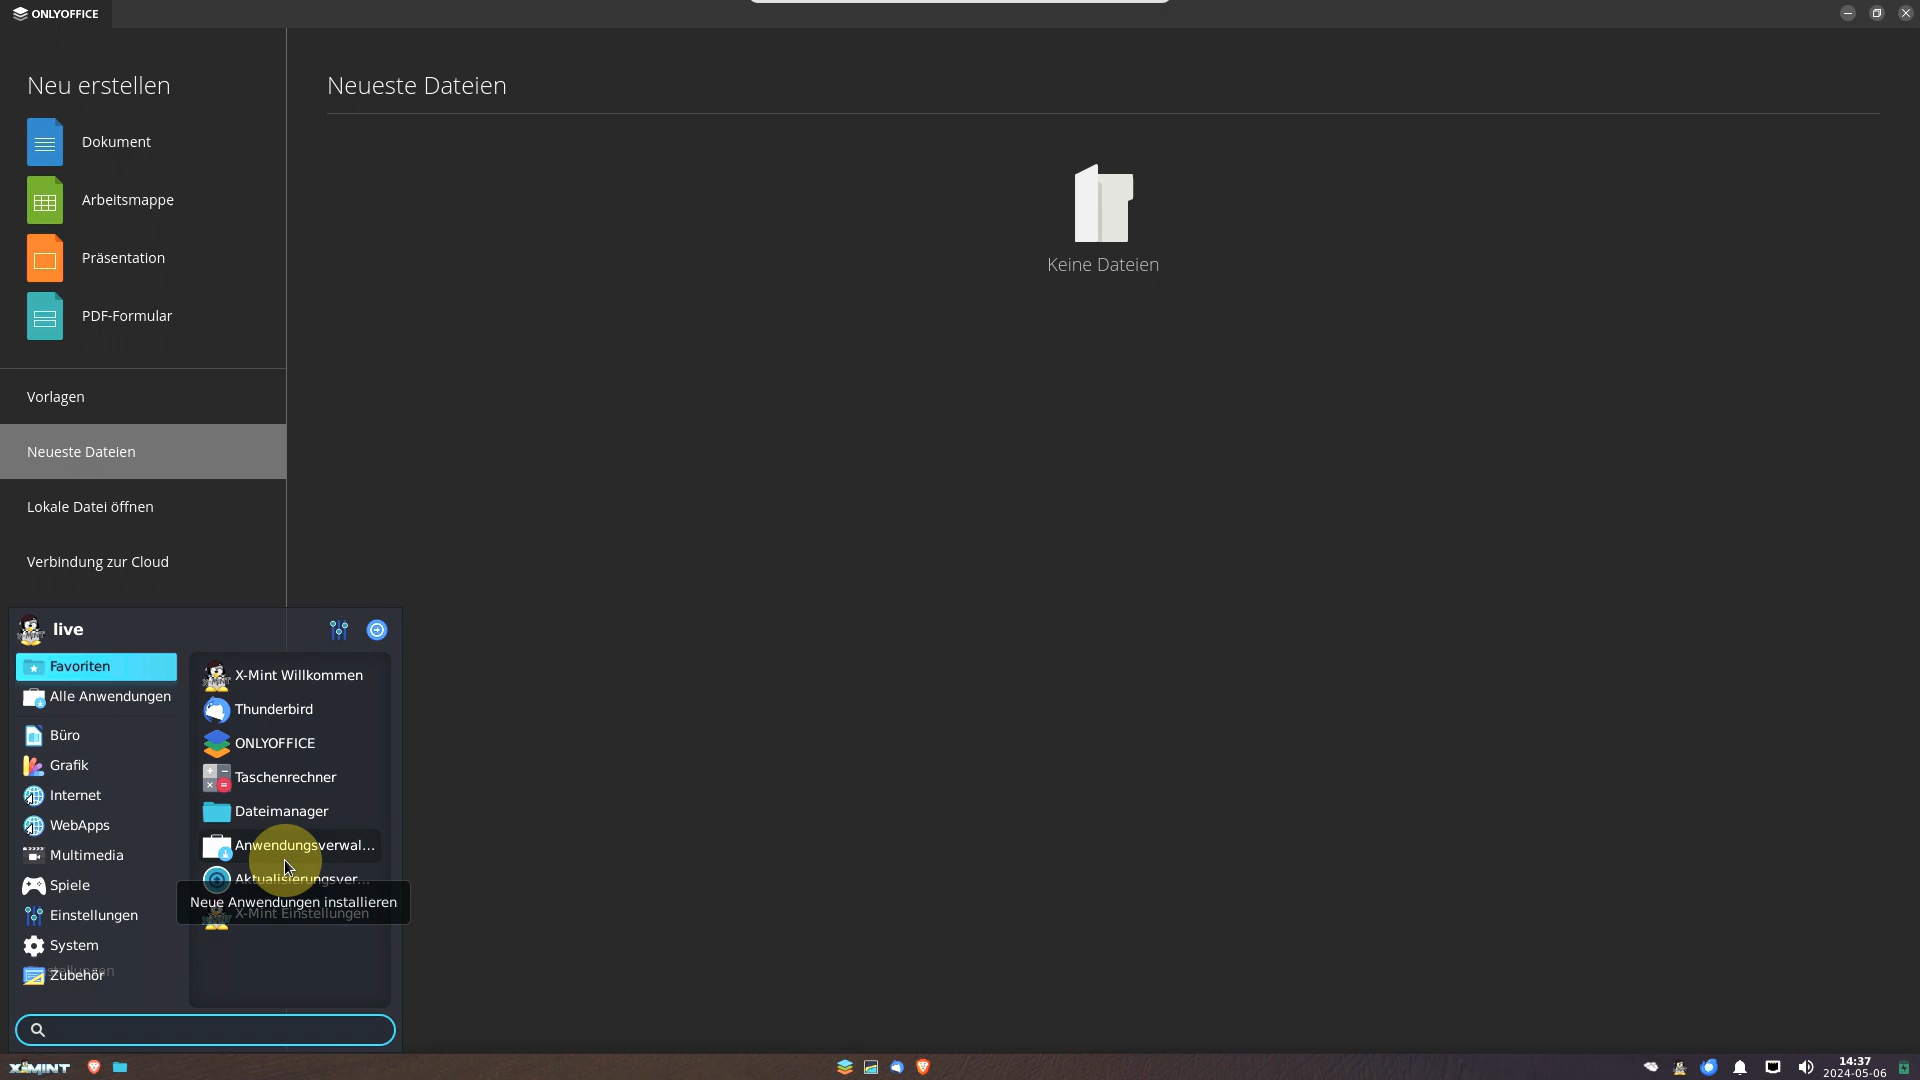 ONLYOFFICE
Neu erstellen
Dokument
Arbeitsmappe
Präsentation
PDF-Formular
Vorlagen
Neueste Dateien
Lokale Datei öffnen
Verbindung zur Cloud
Neueste Dateien
Keine Dateien
live
Favoriten
Alle Anwendungen
Büro
Grafik
Internet
WebApps
Multimedia
Spiele
Einstellungen
System
Zubehör
X-Mint Willkommen
Thunderbird
ONLYOFFICE
Taschenrechner
Dateimanager
Anwendungsverwal...
Aktualisierungsver...
Neue Anwendungen installieren
X-Mint Einstellungen
X-MINT
14:37
2024-05-06